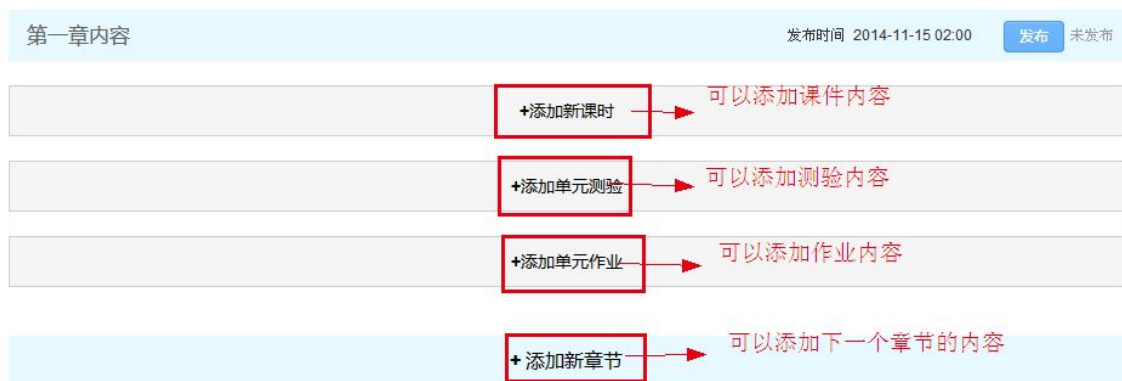 第一章内容 发布时间 2014-11-15 02:00 发布 未发布
+添加新课时 可以添加课件内容
+添加单元测验 可以添加测验内容
+添加单元作业 可以添加作业内容
+ 添加新章节 可以添加下一个章节的内容